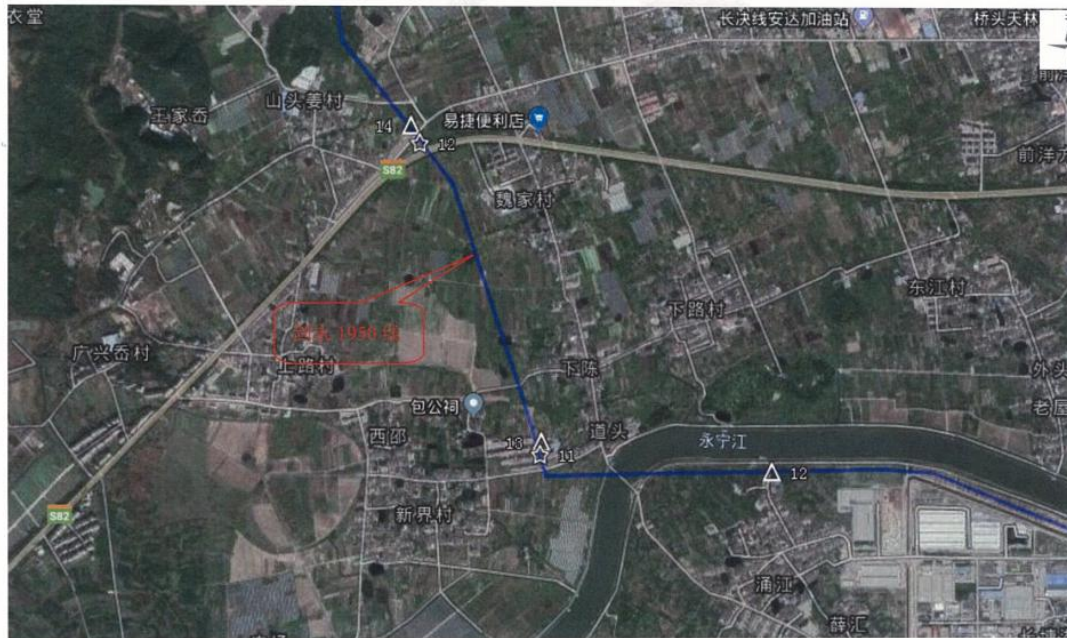 衣堂
长决线安达加油站
桥头天林
山头姜村
王家岙
14
12
易捷便利店
S82
魏家村
东江村
下路村
1950
广兴岙村
上路村
下陈
外头
包公祠
老屋
西邵
道头
永宁江
13
11
12
新界村
S82
涌江
薛汇